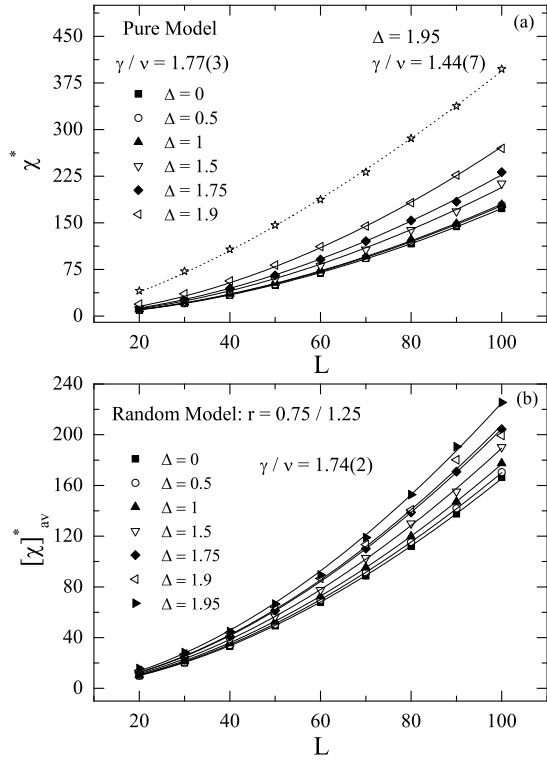 (a)
Pure Model
Δ = 1.95
γ / ν = 1.77(3)
γ / ν = 1.44(7)
Δ = 0
Δ = 0.5
Δ = 1
Δ = 1.5
Δ = 1.75
Δ = 1.9
450
375
300
225
150
75
0
χ*
20 40 60 80 100
L
(b)
Random Model: r = 0.75 / 1.25
γ / ν = 1.74(2)
Δ = 0
Δ = 0.5
Δ = 1
Δ = 1.5
Δ = 1.75
Δ = 1.9
Δ = 1.95
240
200
160
120
80
40
0
[χ]*av
20 40 60 80 100
L